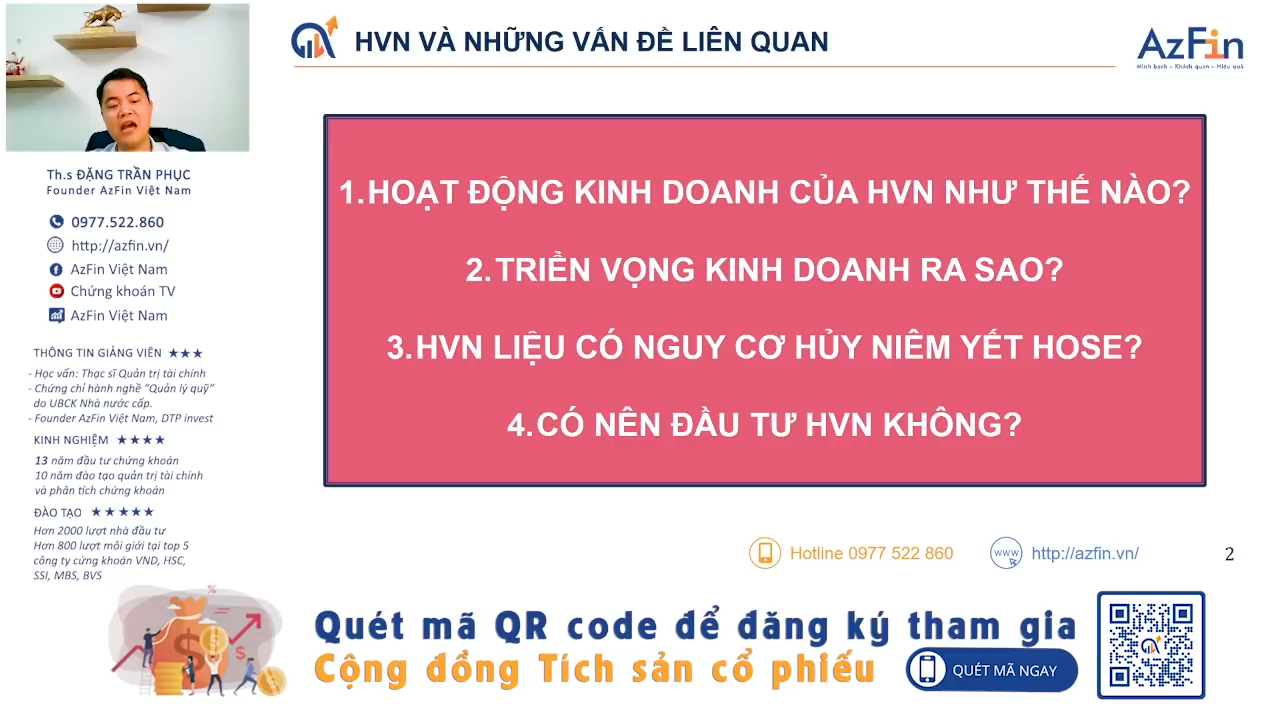 HVN VÀ NHỮNG VẤN ĐỀ LIÊN QUAN
AzFin
Minh bạch – Khách quan – Hiệu quả
Th.s ĐẶNG TRẦN PHỤC
Founder AzFin Việt Nam
0977.522.860
http://azfin.vn/
AzFin Việt Nam
Chứng khoán TV
AzFin Việt Nam
THÔNG TIN GIẢNG VIÊN ★★★
- Học vấn: Thạc sĩ Quản trị tài chính
- Chứng chỉ hành nghề “Quản lý quỹ”
do UBCK Nhà nước cấp.
- Founder AzFin Việt Nam, DTP invest
KINH NGHIỆM ★★★★
13 năm đầu tư chứng khoán
10 năm đào tạo quản trị tài chính
và phân tích chứng khoán
ĐÀO TẠO ★★★★★
Hơn 2000 lượt nhà đầu tư
Hơn 800 lượt môi giới tại top 5
công ty cứng khoán VND, HSC,
SSI, MBS, BVS
1.HOẠT ĐỘNG KINH DOANH CỦA HVN NHƯ THẾ NÀO?
2.TRIỂN VỌNG KINH DOANH RA SAO?
3.HVN LIỆU CÓ NGUY CƠ HỦY NIÊM YẾT HOSE?
4.CÓ NÊN ĐẦU TƯ HVN KHÔNG?
Hotline 0977 522 860
www
http://azfin.vn/
2
Quét mã QR code để đăng ký tham gia
Cộng đồng Tích sản cổ phiếu
QUÉT MÃ NGAY